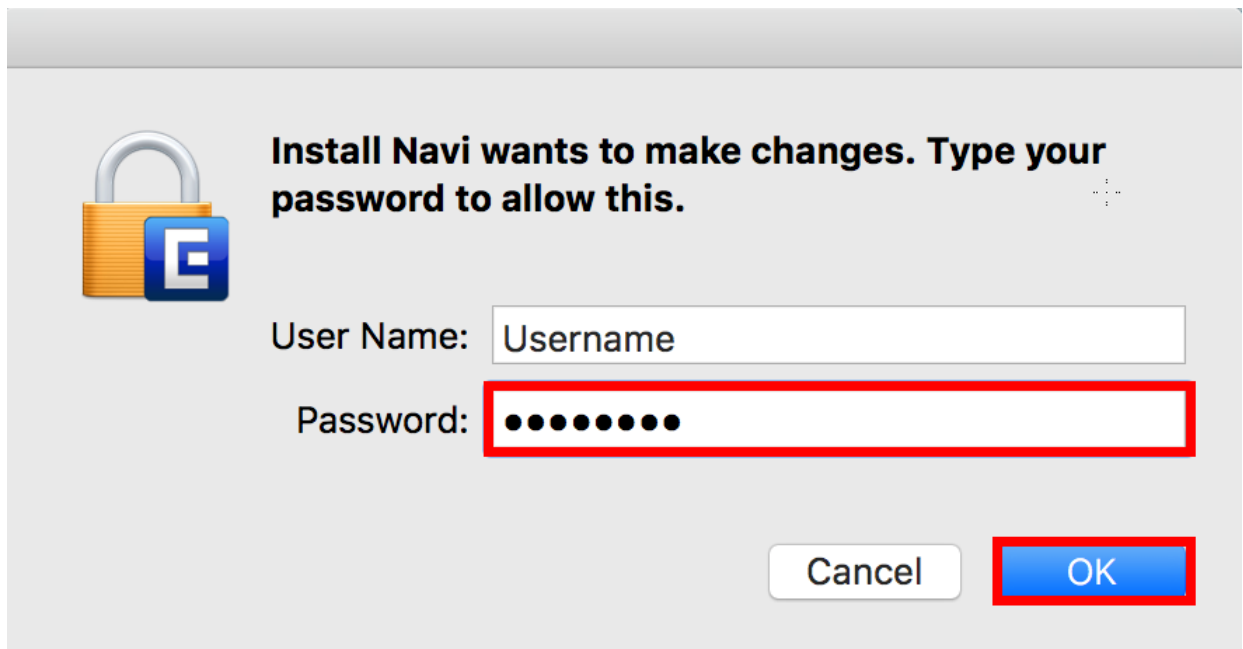 Install Navi wants to make changes. Type your
password to allow this.
E
User Name: Username
Password: ••••••••
Cancel OK